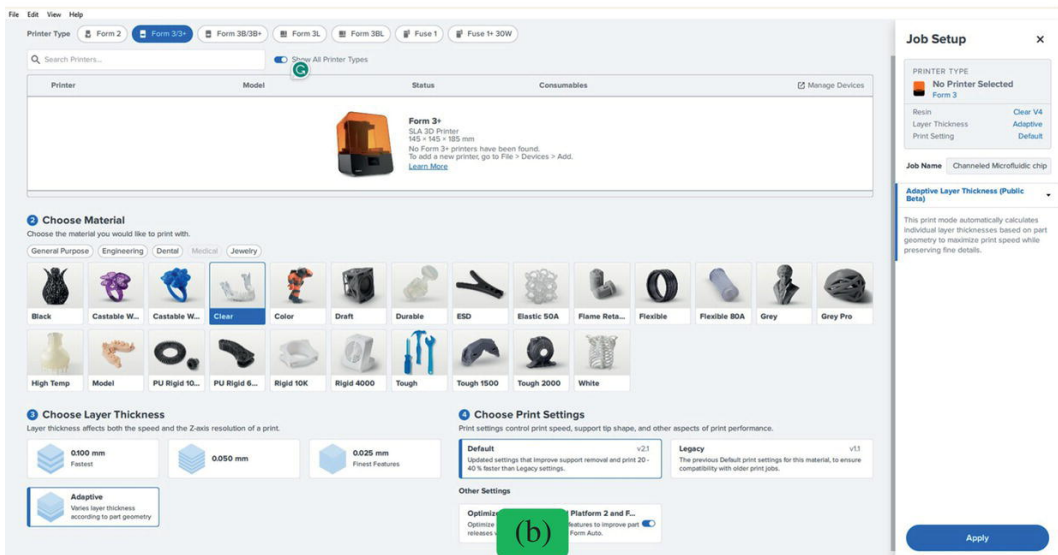 File Edit View Help
Printer Type Form 2 Form 3/3+ Form 3B/3B+ Form 3L Form 3BL Fuse 1 Fuse 1+ 30W
Search Printers...
Show All Printer Types
Printer Model Status Consumables Manage Devices
Form 3+
SLA 3D Printer
145 × 145 × 185 mm
No Form 3+ printers have been found.
To add a new printer, go to File > Devices > Add.
Learn More
2 Choose Material
Choose the material you would like to print with.
General Purpose Engineering Dental Medical Jewelry
Black Castable W... Castable W... Clear Color Draft Durable ESD Elastic 50A Flame Reta... Flexible Flexible 80A Grey Grey Pro
High Temp Model PU Rigid 10... PU Rigid 6... Rigid 10K Rigid 4000 Tough Tough 1500 Tough 2000 White
3 Choose Layer Thickness
Layer thickness affects both the speed and the Z-axis resolution of a print.
0.100 mm
Fastest
0.050 mm
0.025 mm
Finest Features
Adaptive
Varies layer thickness
according to part geometry
4 Choose Print Settings
Print settings control print speed, support tip shape, and other aspects of print performance.
Default v2.1
Updated settings that improve support removal and print 20 -
40 % faster than Legacy settings.
Legacy v1.1
The previous Default print settings for this material, to ensure
compatibility with older print jobs.
Other Settings
Optimiz Platform 2 and F...
Optimize features to improve part
releases Form Auto.
(b)
Job Setup ×
PRINTER TYPE
No Printer Selected
Form 3
Resin Clear V4
Layer Thickness Adaptive
Print Setting Default
Job Name Channeled Microfluidic chip
Adaptive Layer Thickness (Public
Beta)
This print mode automatically calculates
individual layer thicknesses based on part
geometry to maximize print speed while
preserving fine details.
Apply